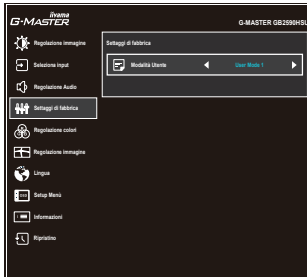 iiyama
G-MASTER
G-MASTER GB2590HSU
Regolazione immagine
Seleziona input
Regolazione Audio
Settaggi di fabbrica
Regolazione colori
Regolazione immagine
Lingua
OSD
Setup Menù
Informazioni
Ripristino
Settaggi di fabbrica
Modalità Utente
User Mode 1